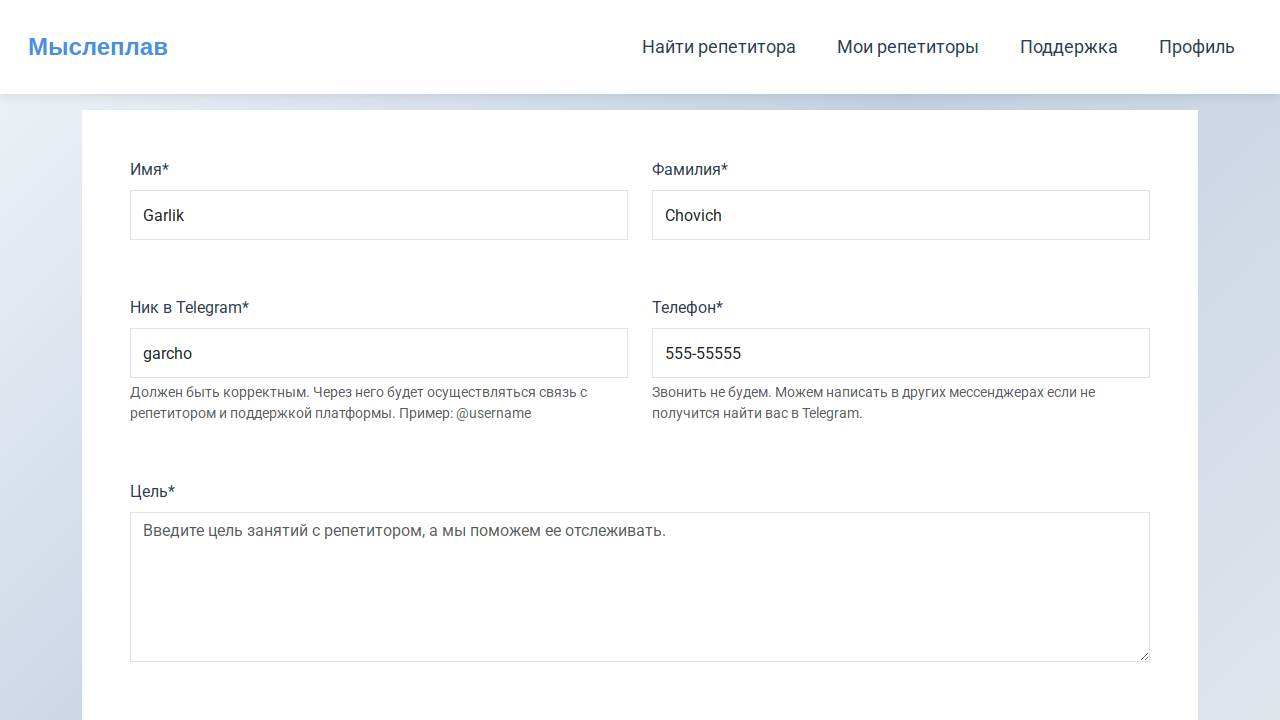 Мыслеплав
Найти репетитора
Мои репетиторы
Поддержка
Профиль
Имя*
Фамилия*
Garlik
Chovich
Ник в Telegram*
Телефон*
garcho
555-55555
Должен быть корректным. Через него будет осуществляться связь с
репетитором и поддержкой платформы. Пример: @username
Звонить не будем. Можем написать в других мессенджерах если не
получится найти вас в Telegram.
Цель*
Введите цель занятий с репетитором, а мы поможем ее отслеживать.